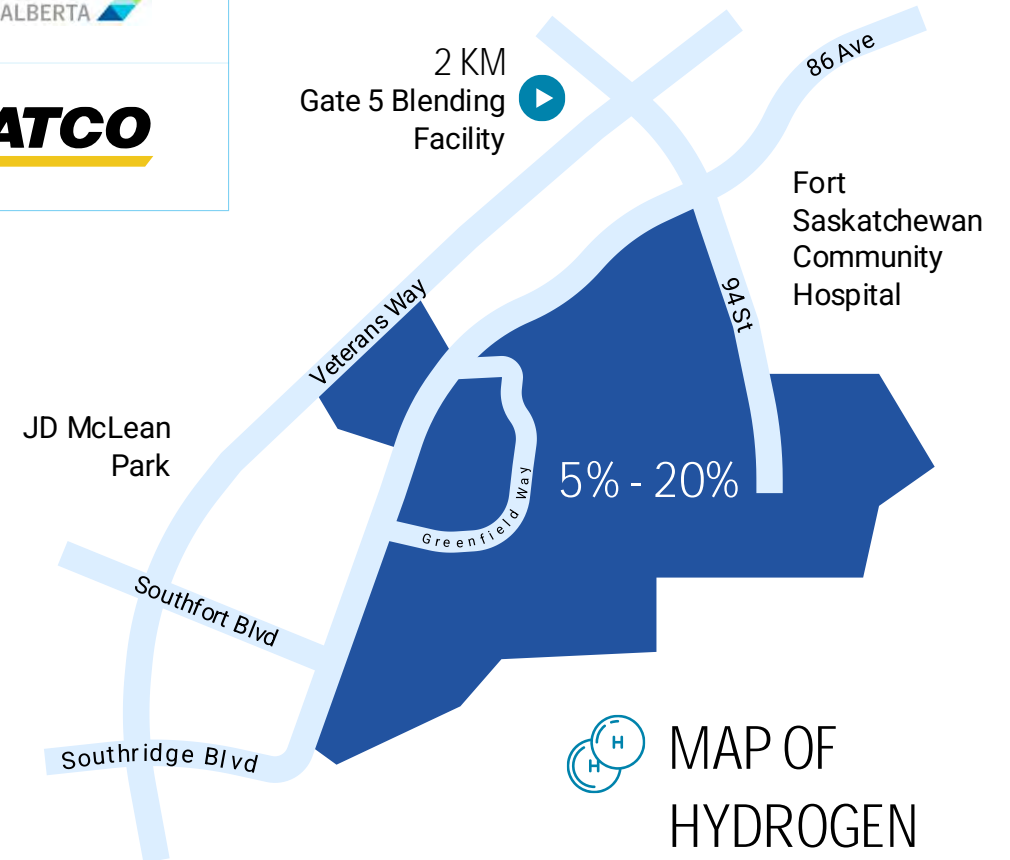 ALBERTA
ATCO
2 KM
Gate 5 Blending
Facility
86 Ave
Fort
Saskatchewan
Community
Hospital
94 St
Veterans Way
JD McLean
Park
5% - 20%
Greenfield Way
Southfort Blvd
Southridge Blvd
H
H
MAP OF
HYDROGEN